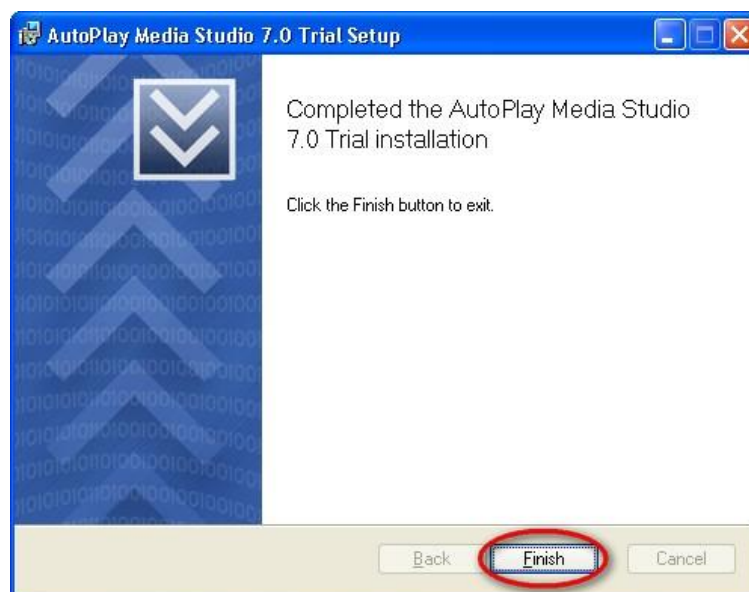 AutoPlay Media Studio 7.0 Trial Setup
Completed the AutoPlay Media Studio
7.0 Trial installation
Click the Finish button to exit.
Back Finish Cancel